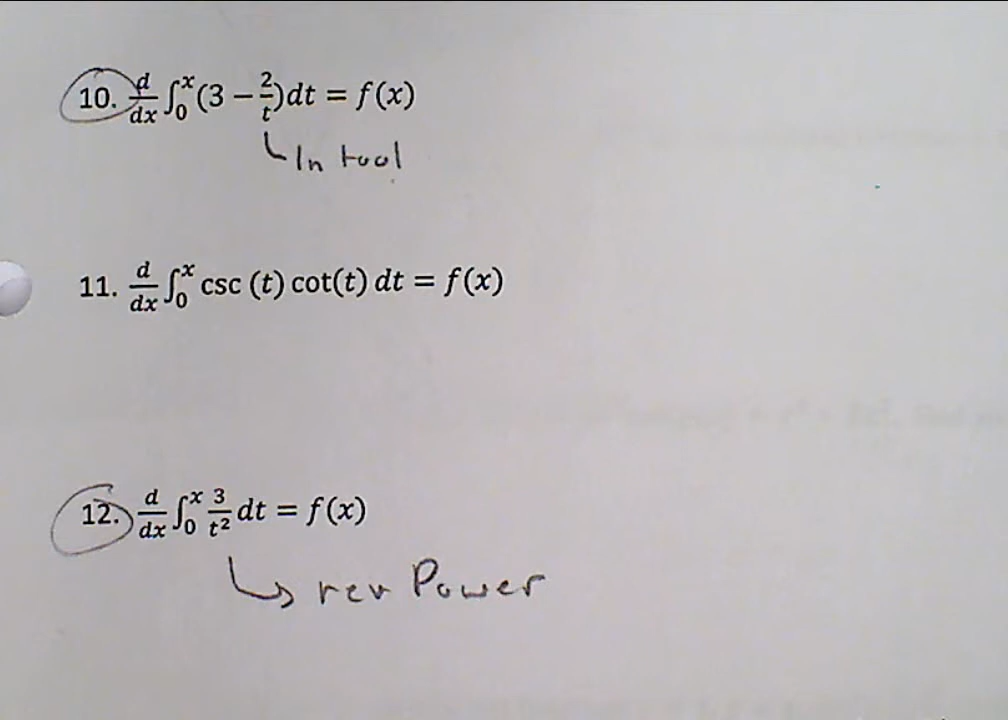 10. d/dx ∫₀ˣ (3 − 2/t)dt = f(x)
ln tool
11. d/dx ∫₀ˣ csc (t) cot(t) dt = f(x)
12. d/dx ∫₀ˣ 3/t² dt = f(x)
rev Power